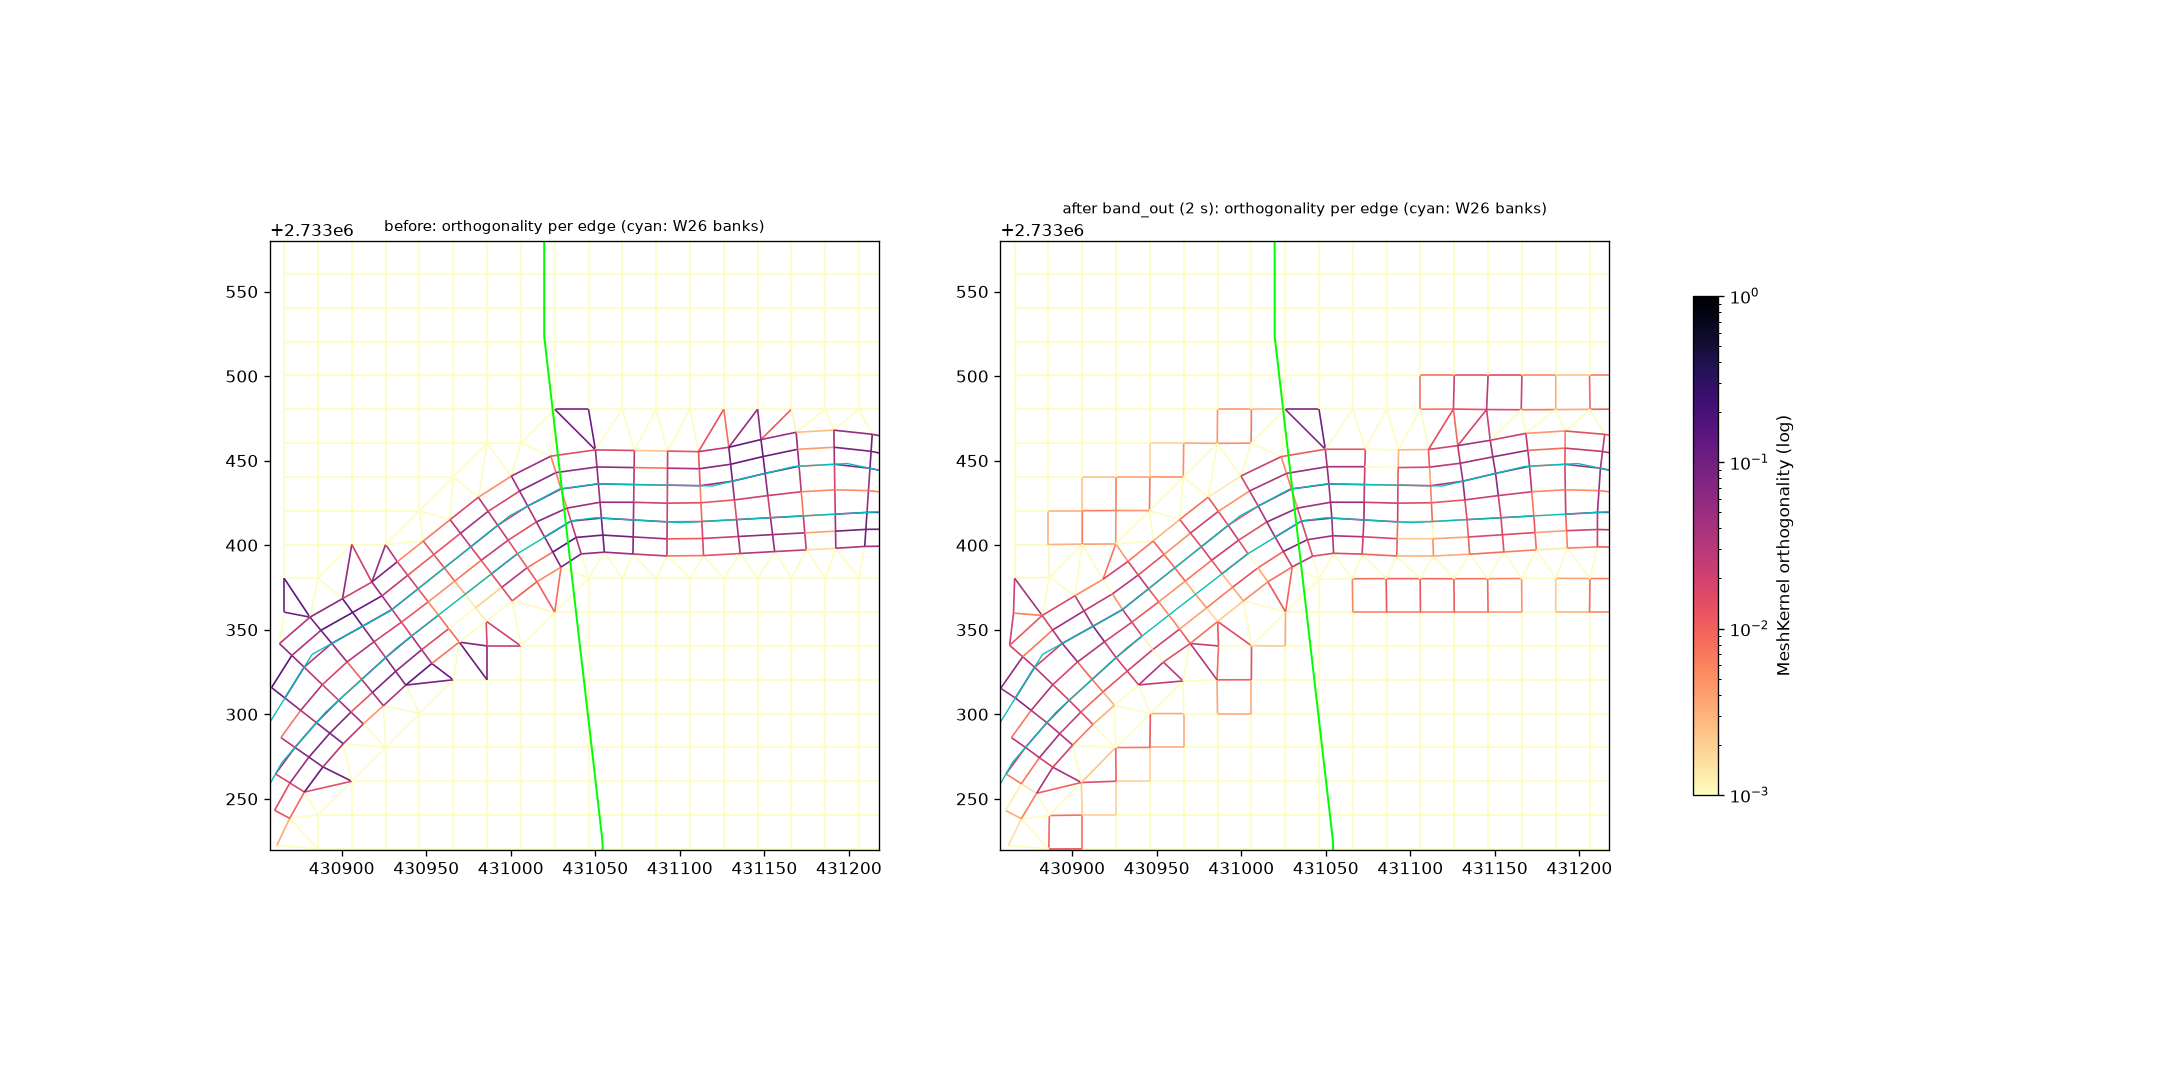 before: orthogonality per edge (cyan: W26 banks)
+2.733e6
550
500
450
400
350
300
250
430900 430950 431000 431050 431100 431150 431200
after band_out (2 s): orthogonality per edge (cyan: W26 banks)
+2.733e6
550
500
450
400
350
300
250
430900 430950 431000 431050 431100 431150 431200
10⁰
10⁻¹
10⁻²
10⁻³
MeshKernel orthogonality (log)